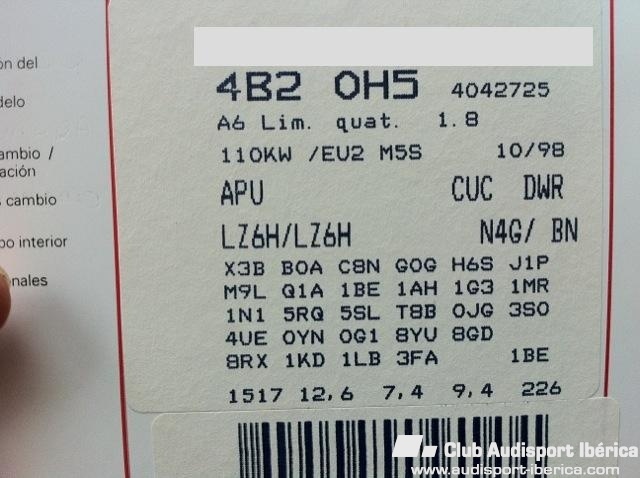 ón del
delo
ambio /
ación
s cambio
po interior
nales
4B2 0H5 4042725
A6 Lim. quat. 1.8
110KW /EU2 M5S 10/98
APU CUC DWR
LZ6H/LZ6H N4G/ BN
X3B B0A C8N G0G H6S J1P
M9L Q1A 1BE 1AH 1G3 1MR
1N1 5RQ 5SL T8B 0JG 3S0
4UE 0YN 0G1 8YU 8GD
8RX 1KD 1LB 3FA 1BE
1517 12,6 7,4 9,4 226
Club Audisport Ibérica
www.audisport-iberica.com